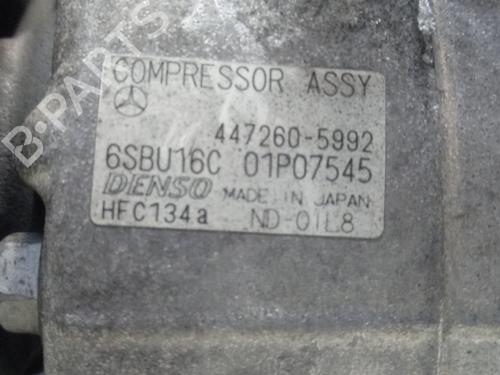 COMPRESSOR ASSY
447260-5992
6SBU16C 01P07545
DENSO MADE IN JAPAN
HFC134a ND-OIL8
B-PARTS